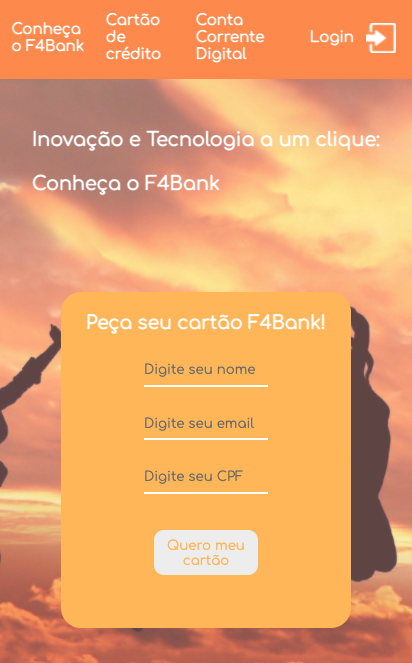 Conheça
o F4Bank
Cartão
de
crédito
Conta
Corrente
Digital
Login
Inovação e Tecnologia a um clique:
Conheça o F4Bank
Peça seu cartão F4Bank!
Digite seu nome
Digite seu email
Digite seu CPF
Quero meu
cartão